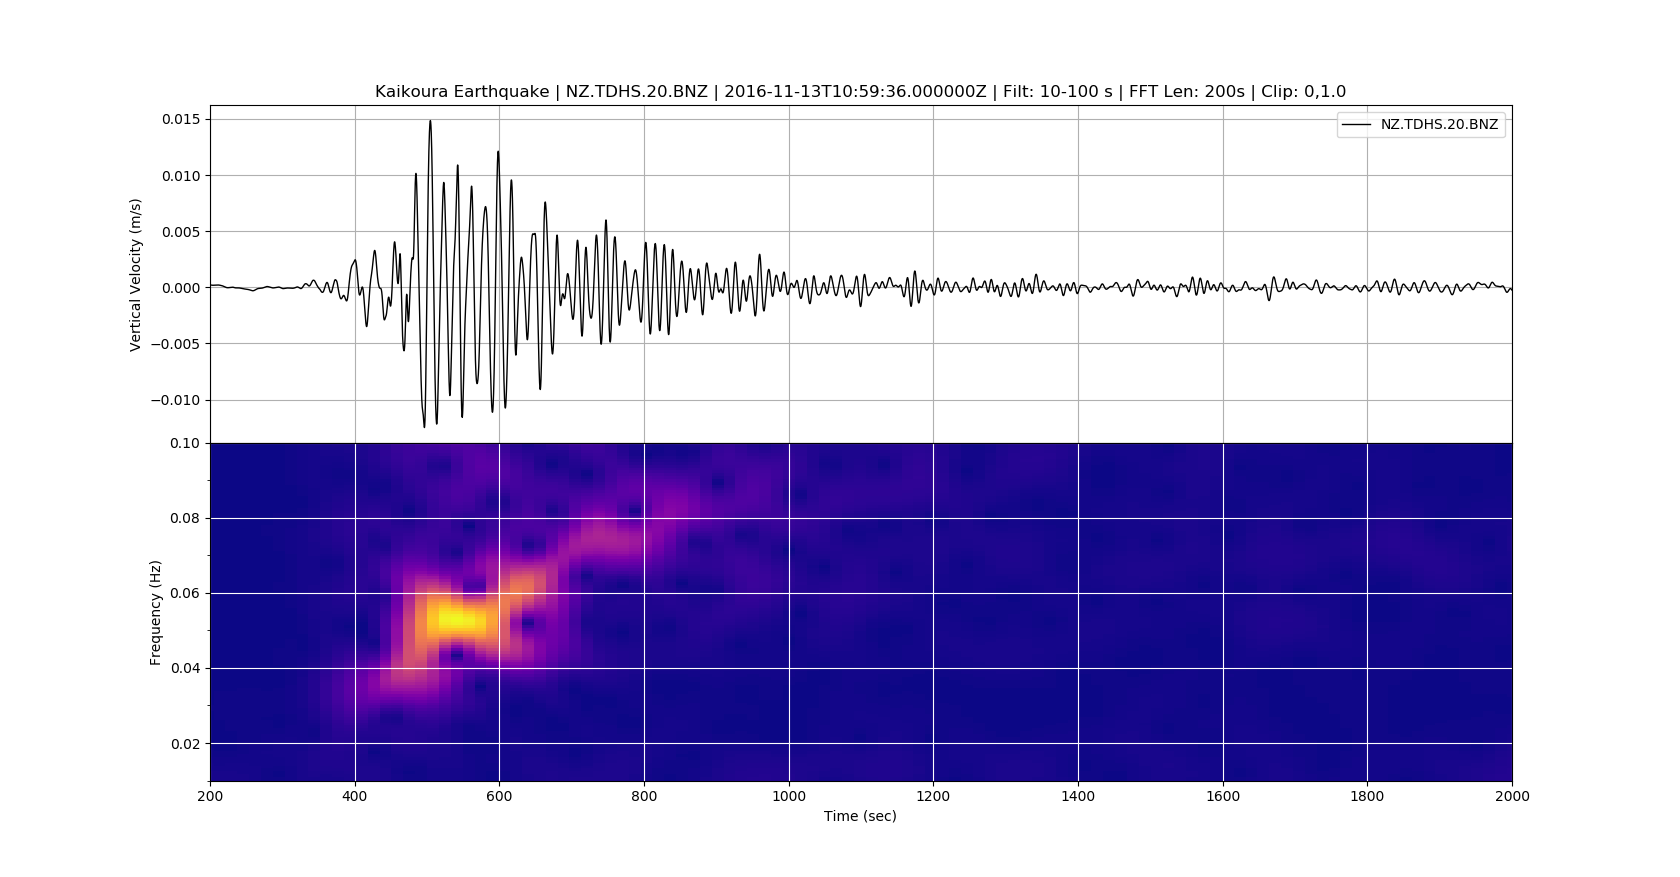 Kaikoura Earthquake | NZ.TDHS.20.BNZ | 2016-11-13T10:59:36.000000Z | Filt: 10-100 s | FFT Len: 200s | Clip: 0,1.0
NZ.TDHS.20.BNZ
Vertical Velocity (m/s)
0.015
0.010
0.005
0.000
−0.005
−0.010
Frequency (Hz)
0.10
0.08
0.06
0.04
0.02
200 400 600 800 1000 1200 1400 1600 1800 2000
Time (sec)